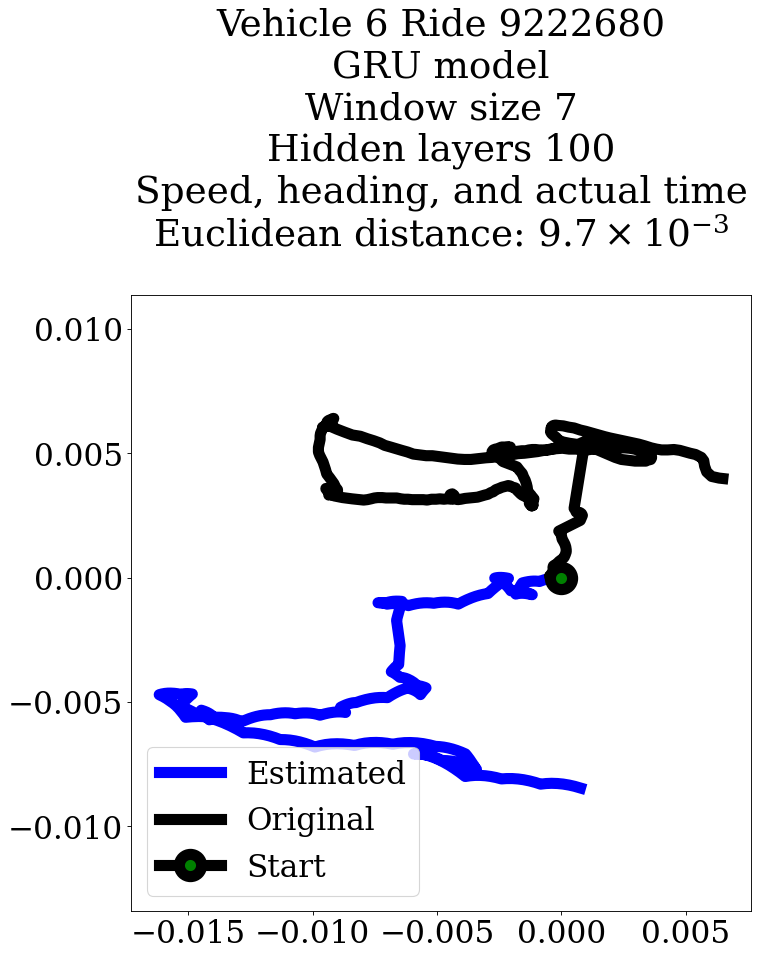 Vehicle 6 Ride 9222680
GRU model
Window size 7
Hidden layers 100
Speed, heading, and actual time
Euclidean distance: 9.7 × 10⁻³
0.010
0.005
0.000
−0.005
−0.010
Estimated
Original
Start
−0.015 −0.010 −0.005 0.000 0.005